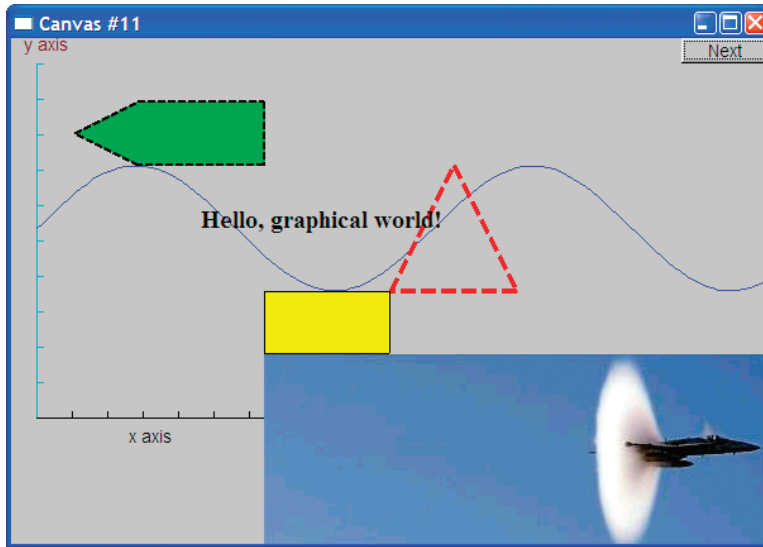 Canvas #11
y axis
Next
Hello, graphical world!
x axis